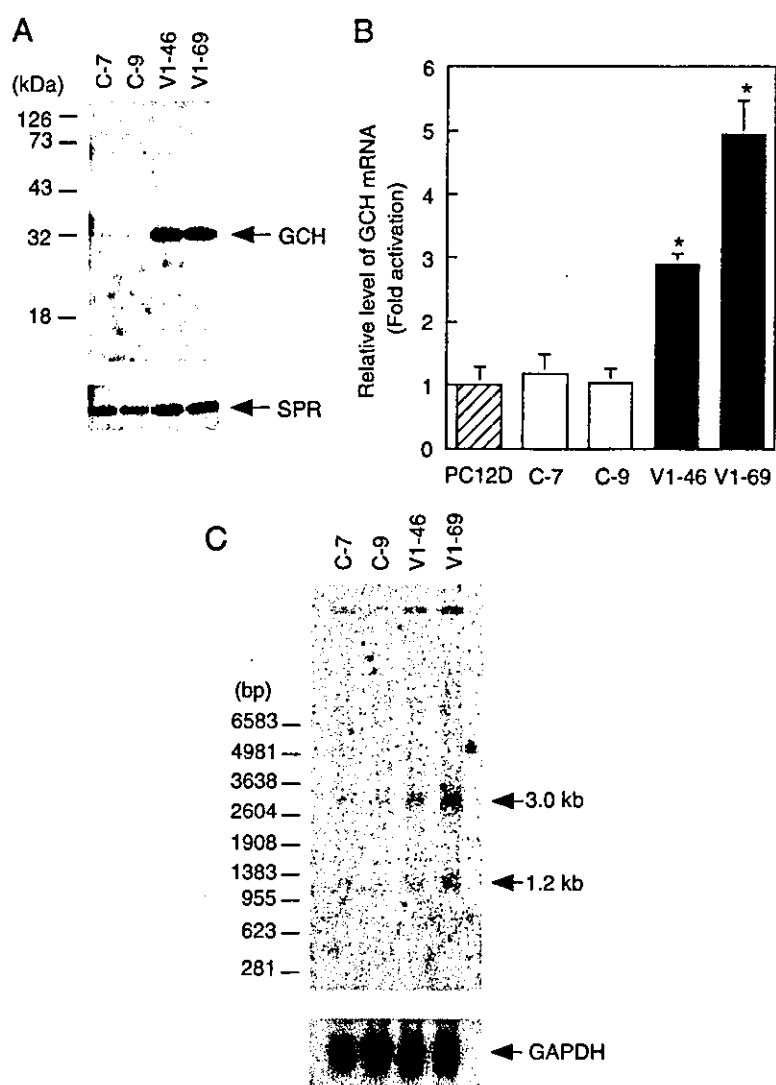 A
C-7 C-9 V1-46 V1-69
(kDa)
126
73
43
32
18
GCH
SPR
B
Relative level of GCH mRNA
(Fold activation)
6
5
4
3
2
1
0
*
*
PC12D C-7 C-9 V1-46 V1-69
C
C-7 C-9 V1-46 V1-69
(bp)
6583
4981
3638
2604
1908
1383
955
623
281
3.0 kb
1.2 kb
GAPDH